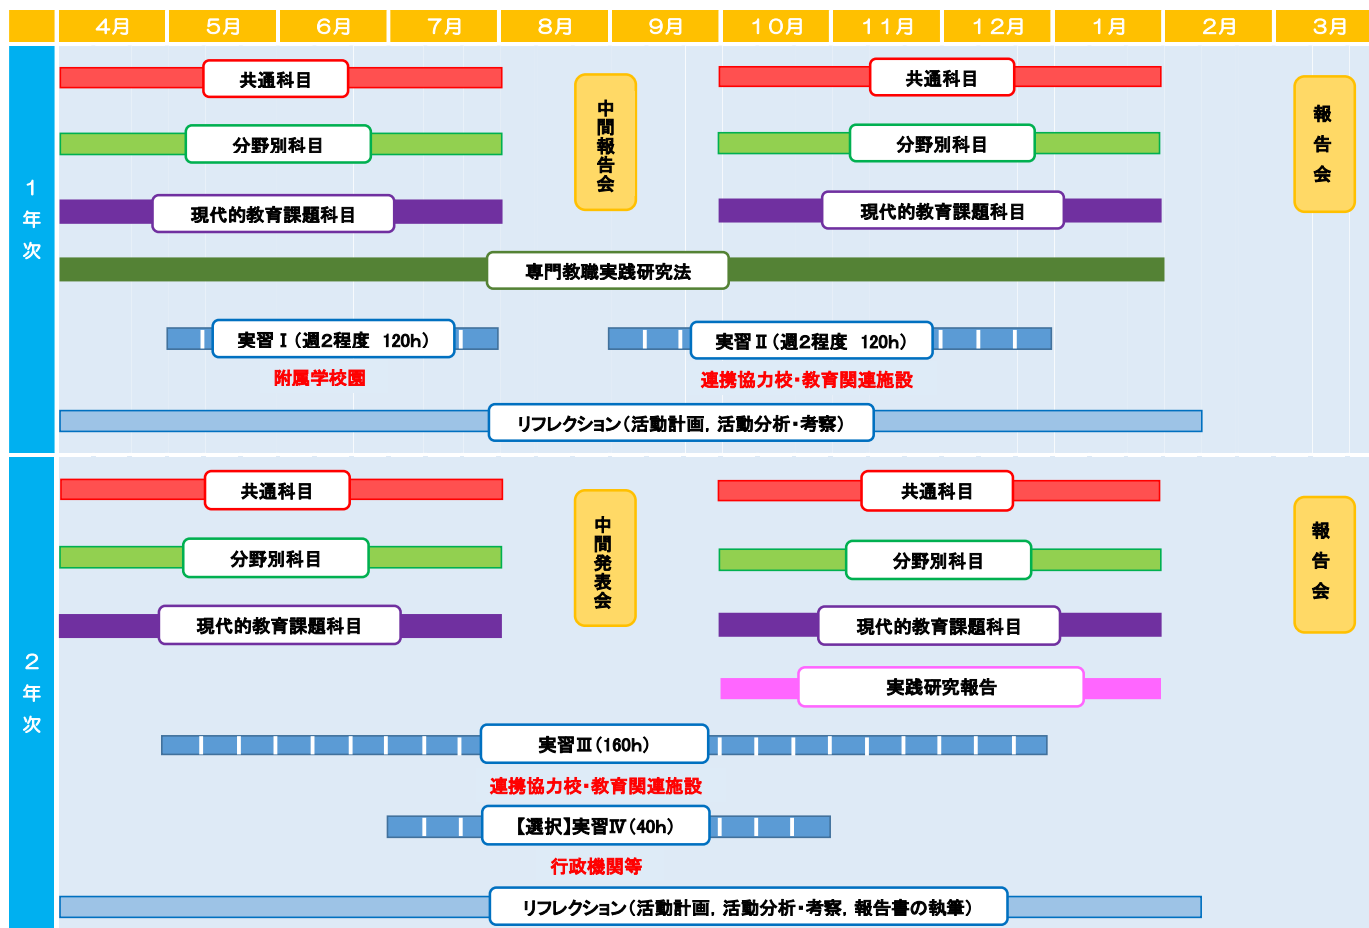 4月 5月 6月 7月 8月 9月 10月 11月 12月 1月 2月 3月
1年次
共通科目
共通科目
中間報告会
報告会
分野別科目
分野別科目
現代的教育課題科目
現代的教育課題科目
専門教職実践研究法
実習Ⅰ(週2程度 120h)
実習Ⅱ(週2程度 120h)
附属学校園
連携協力校・教育関連施設
リフレクション(活動計画, 活動分析・考察)
2年次
共通科目
共通科目
中間発表会
報告会
分野別科目
分野別科目
現代的教育課題科目
現代的教育課題科目
実践研究報告
実習Ⅲ(160h)
連携協力校・教育関連施設
【選択】実習Ⅳ(40h)
行政機関等
リフレクション(活動計画, 活動分析・考察, 報告書の執筆)